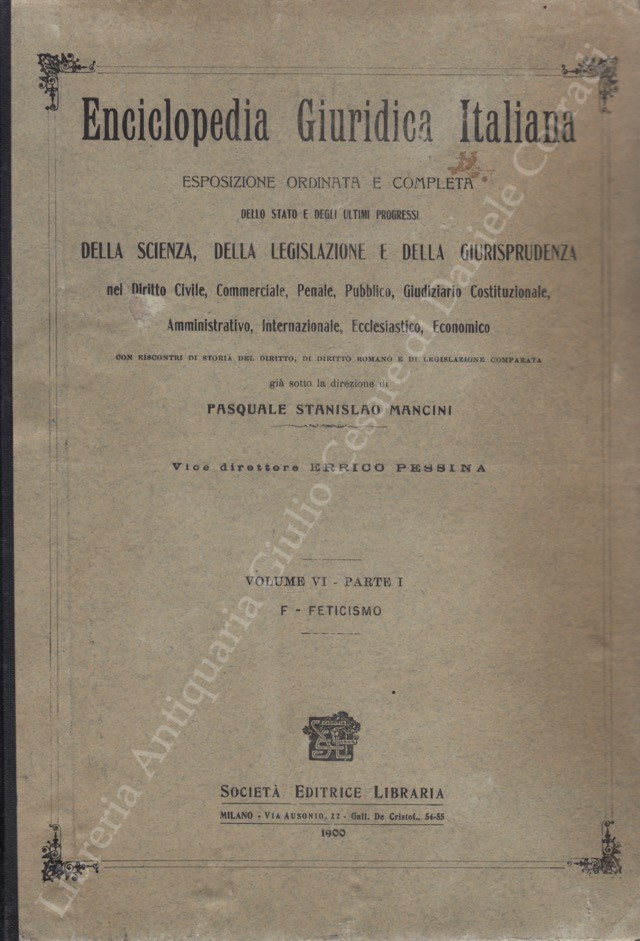 Enciclopedia Giuridica Italiana
ESPOSIZIONE ORDINATA E COMPLETA
DELLO STATO E DEGLI ULTIMI PROGRESSI
DELLA SCIENZA, DELLA LEGISLAZIONE E DELLA GIURISPRUDENZA
nel Diritto Civile, Commerciale, Penale, Pubblico, Giudiziario Costituzionale,
Amministrativo, Internazionale, Ecclesiastico, Economico
CON RISCONTRI DI STORIA DEL DIRITTO, DI DIRITTO ROMANO E DI LEGISLAZIONE COMPARATA
già sotto la direzione di
PASQUALE STANISLAO MANCINI
Vice direttore ERRICO PESSINA
VOLUME VI - PARTE I
F - FETICISMO
SOCIETÀ EDITRICE LIBRARIA
MILANO - VIA AUSONIO, 22 - Gall. De Cristof., 54-55
1900
Libreria Antiquaria Giulio Cesare di Daniele Corradi